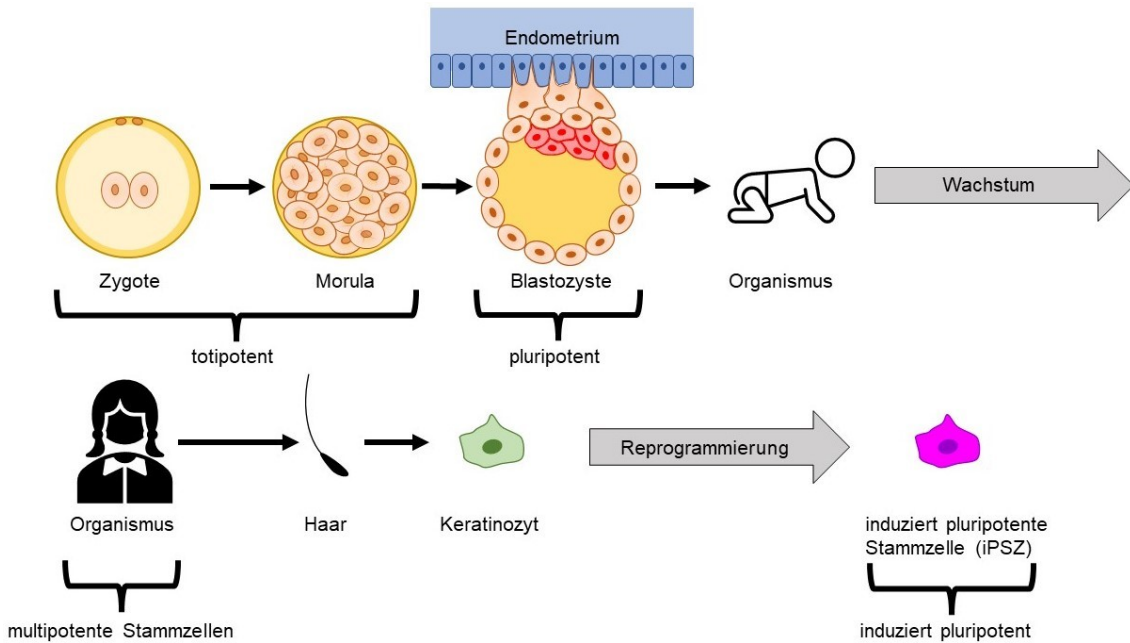 Endometrium
Wachstum
Zygote
Morula
Blastozyste
Organismus
totipotent
pluripotent
Reprogrammierung
Organismus
Haar
Keratinozyt
induziert pluripotente
Stammzelle (iPSZ)
multipotente Stammzellen
induziert pluripotent